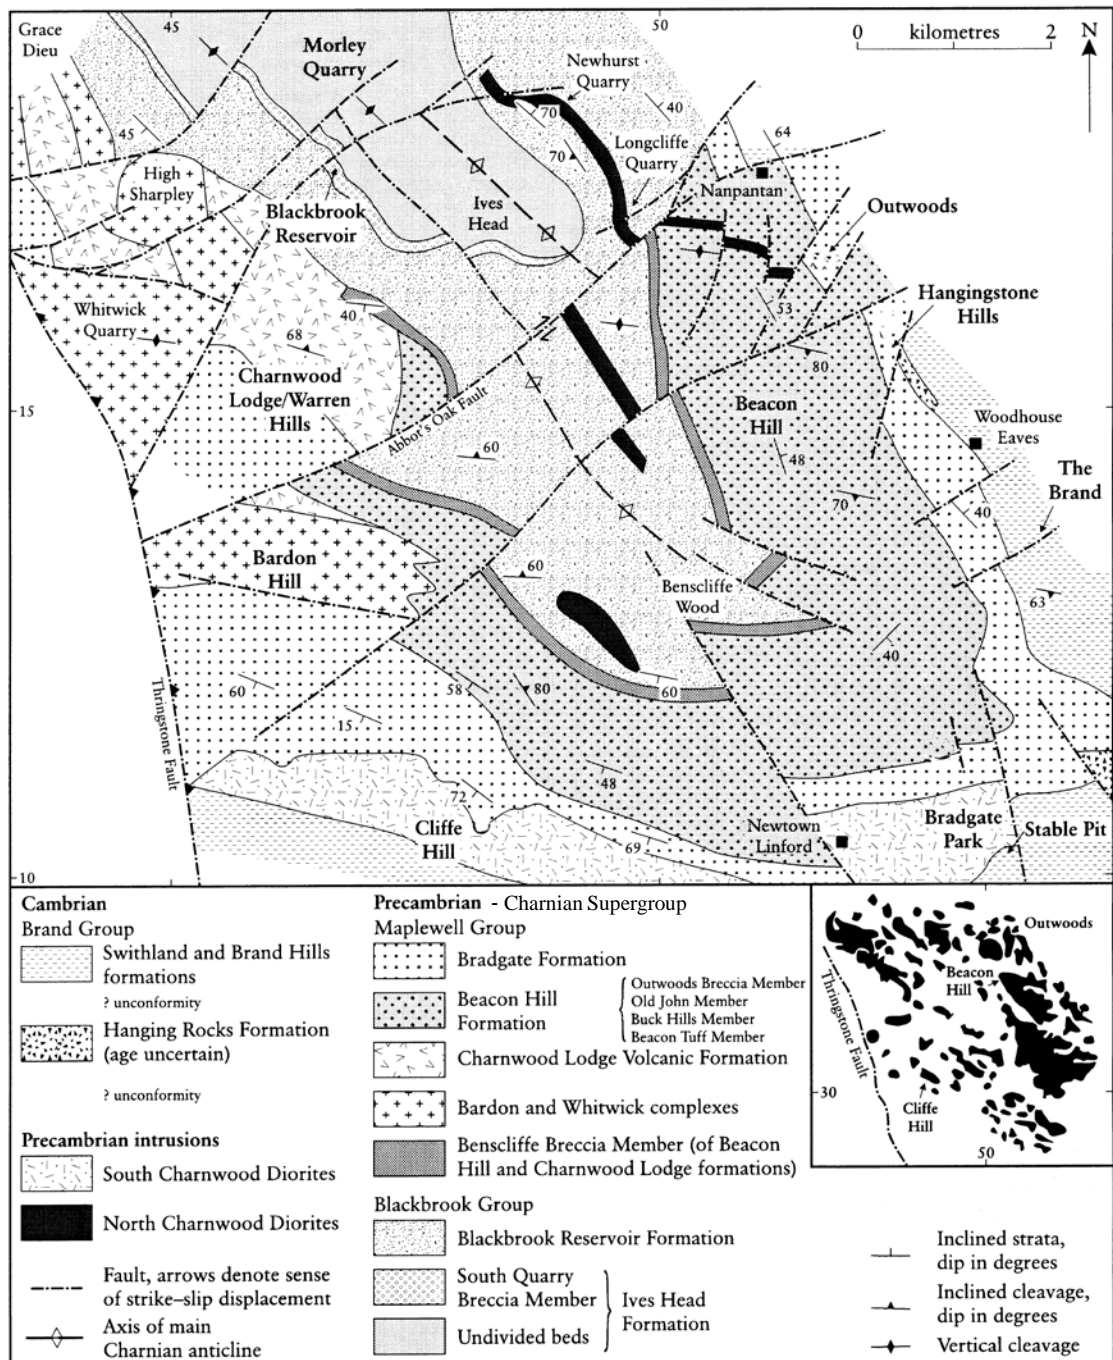 Grace
Dieu
45
50
0 kilometres 2
N
Morley
Quarry
Newhurst
Quarry
40
70
64
45
Longcliffe
Quarry
70
High
Sharpley
Nanpantan
Ives
Head
Blackbrook
Reservoir
Outwoods
Whitwick
Quarry
40
53
Hangingstone
Hills
68
80
Charnwood
Lodge/Warren
Hills
Abbot's Oak Fault
Beacon
Hill
15
Woodhouse
Eaves
60
48
The
Brand
70
40
Bardon
Hill
60
Benscliffe
Wood
63
40
Thringstone Fault
60
58
80
60
15
48
72
Cliffe
Hill
69
Newtown
Linford
Bradgate
Park
Stable Pit
10
Cambrian
Brand Group
Swithland and Brand Hills
formations
? unconformity
Hanging Rocks Formation
(age uncertain)
? unconformity
Precambrian intrusions
South Charnwood Diorites
North Charnwood Diorites
Fault, arrows denote sense
of strike–slip displacement
Axis of main
Charnian anticline
Precambrian - Charnian Supergroup
Maplewell Group
Bradgate Formation
Beacon Hill
Formation
Outwoods Breccia Member
Old John Member
Buck Hills Member
Beacon Tuff Member
Charnwood Lodge Volcanic Formation
Bardon and Whitwick complexes
Benscliffe Breccia Member (of Beacon
Hill and Charnwood Lodge formations)
Blackbrook Group
Blackbrook Reservoir Formation
South Quarry
Breccia Member
Ives Head
Formation
Undivided beds
50
Outwoods
Beacon
Hill
Thringstone Fault
30
Cliffe
Hill
50
Inclined strata,
dip in degrees
Inclined cleavage,
dip in degrees
Vertical cleavage